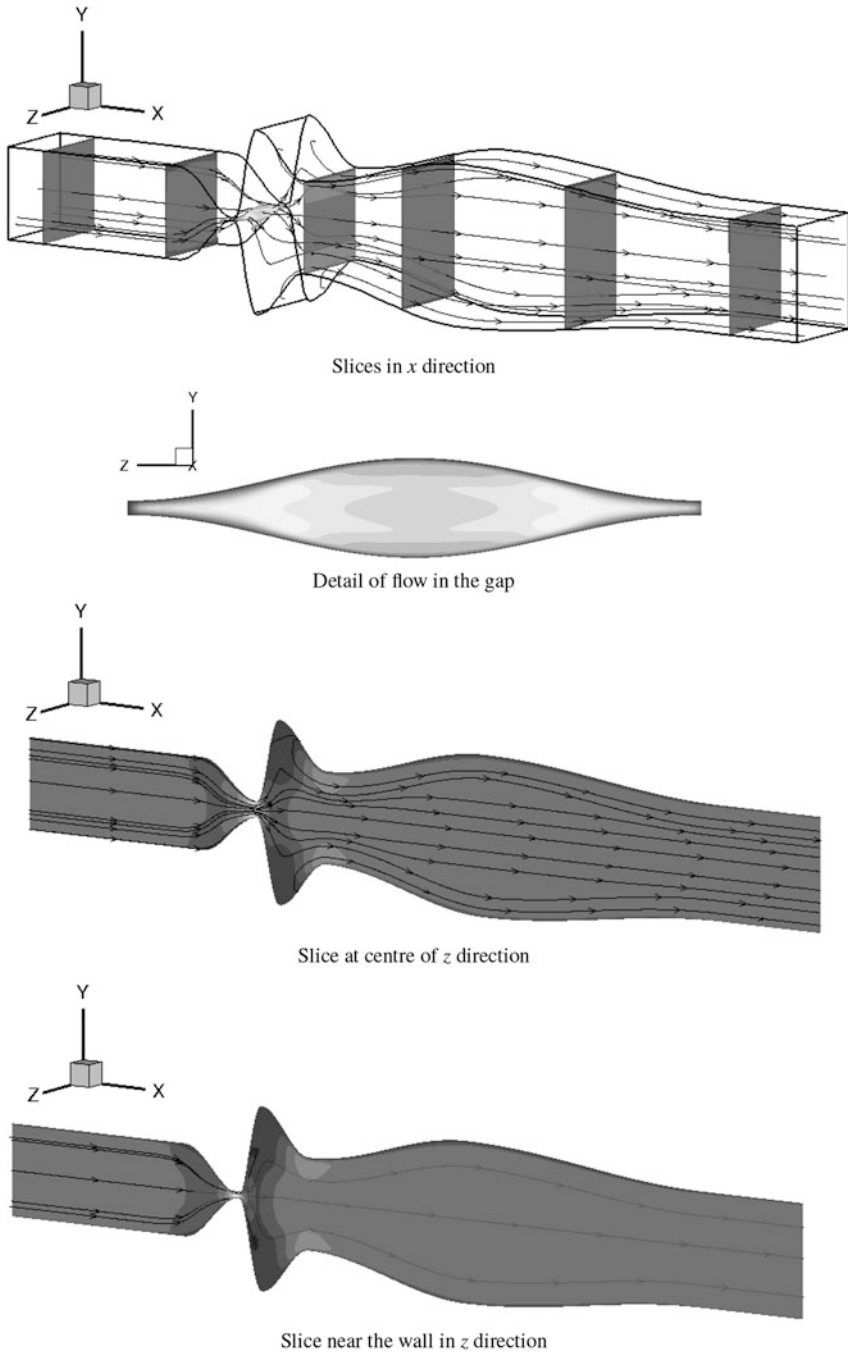 Y
Z
X
Slices in x direction
Y
Z
X
Detail of flow in the gap
Y
Z
X
Slice at centre of z direction
Y
Z
X
Slice near the wall in z direction